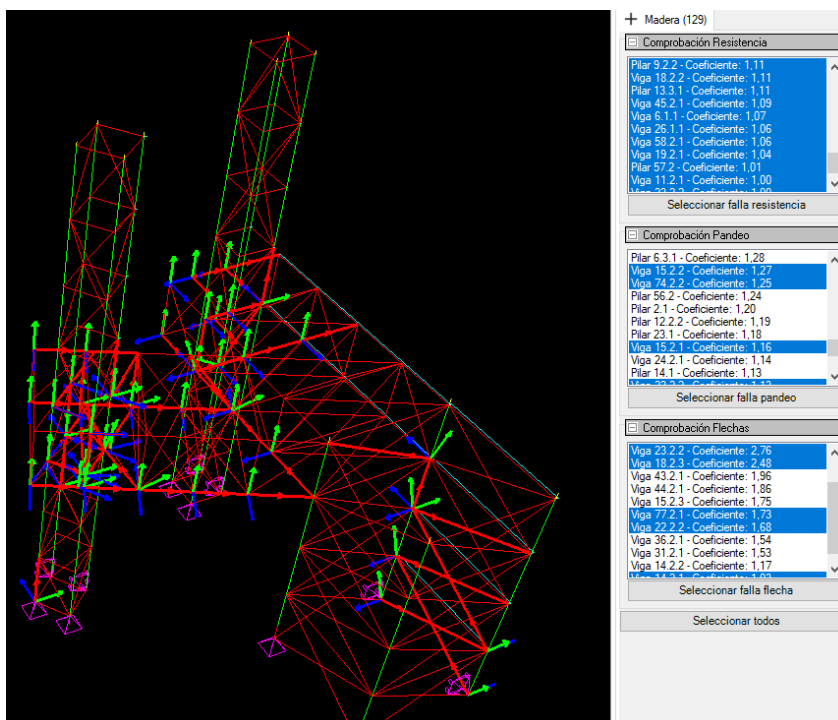 Madera (129)
Comprobación Resistencia
Pilar 9.2.2 - Coeficiente: 1,11
Viga 18.2.2 - Coeficiente: 1,11
Pilar 13.3.1 - Coeficiente: 1,11
Viga 45.2.1 - Coeficiente: 1,09
Viga 6.1.1 - Coeficiente: 1,07
Viga 26.1.1 - Coeficiente: 1,06
Viga 58.2.1 - Coeficiente: 1,06
Viga 19.2.1 - Coeficiente: 1,04
Pilar 57.2 - Coeficiente: 1,01
Viga 11.2.1 - Coeficiente: 1,00
Seleccionar falla resistencia
Comprobación Pandeo
Pilar 6.3.1 - Coeficiente: 1,28
Viga 15.2.2 - Coeficiente: 1,27
Viga 74.2.2 - Coeficiente: 1,25
Pilar 56.2 - Coeficiente: 1,24
Pilar 2.1 - Coeficiente: 1,20
Pilar 12.2.2 - Coeficiente: 1,19
Pilar 23.1 - Coeficiente: 1,18
Viga 15.2.1 - Coeficiente: 1,16
Viga 24.2.1 - Coeficiente: 1,14
Pilar 14.1 - Coeficiente: 1,13
Seleccionar falla pandeo
Comprobación Flechas
Viga 23.2.2 - Coeficiente: 2,76
Viga 18.2.3 - Coeficiente: 2,48
Viga 43.2.1 - Coeficiente: 1,96
Viga 44.2.1 - Coeficiente: 1,86
Viga 15.2.3 - Coeficiente: 1,75
Viga 77.2.1 - Coeficiente: 1,73
Viga 22.2.2 - Coeficiente: 1,68
Viga 36.2.1 - Coeficiente: 1,54
Viga 31.2.1 - Coeficiente: 1,53
Viga 14.2.2 - Coeficiente: 1,17
Seleccionar falla flecha
Seleccionar todos